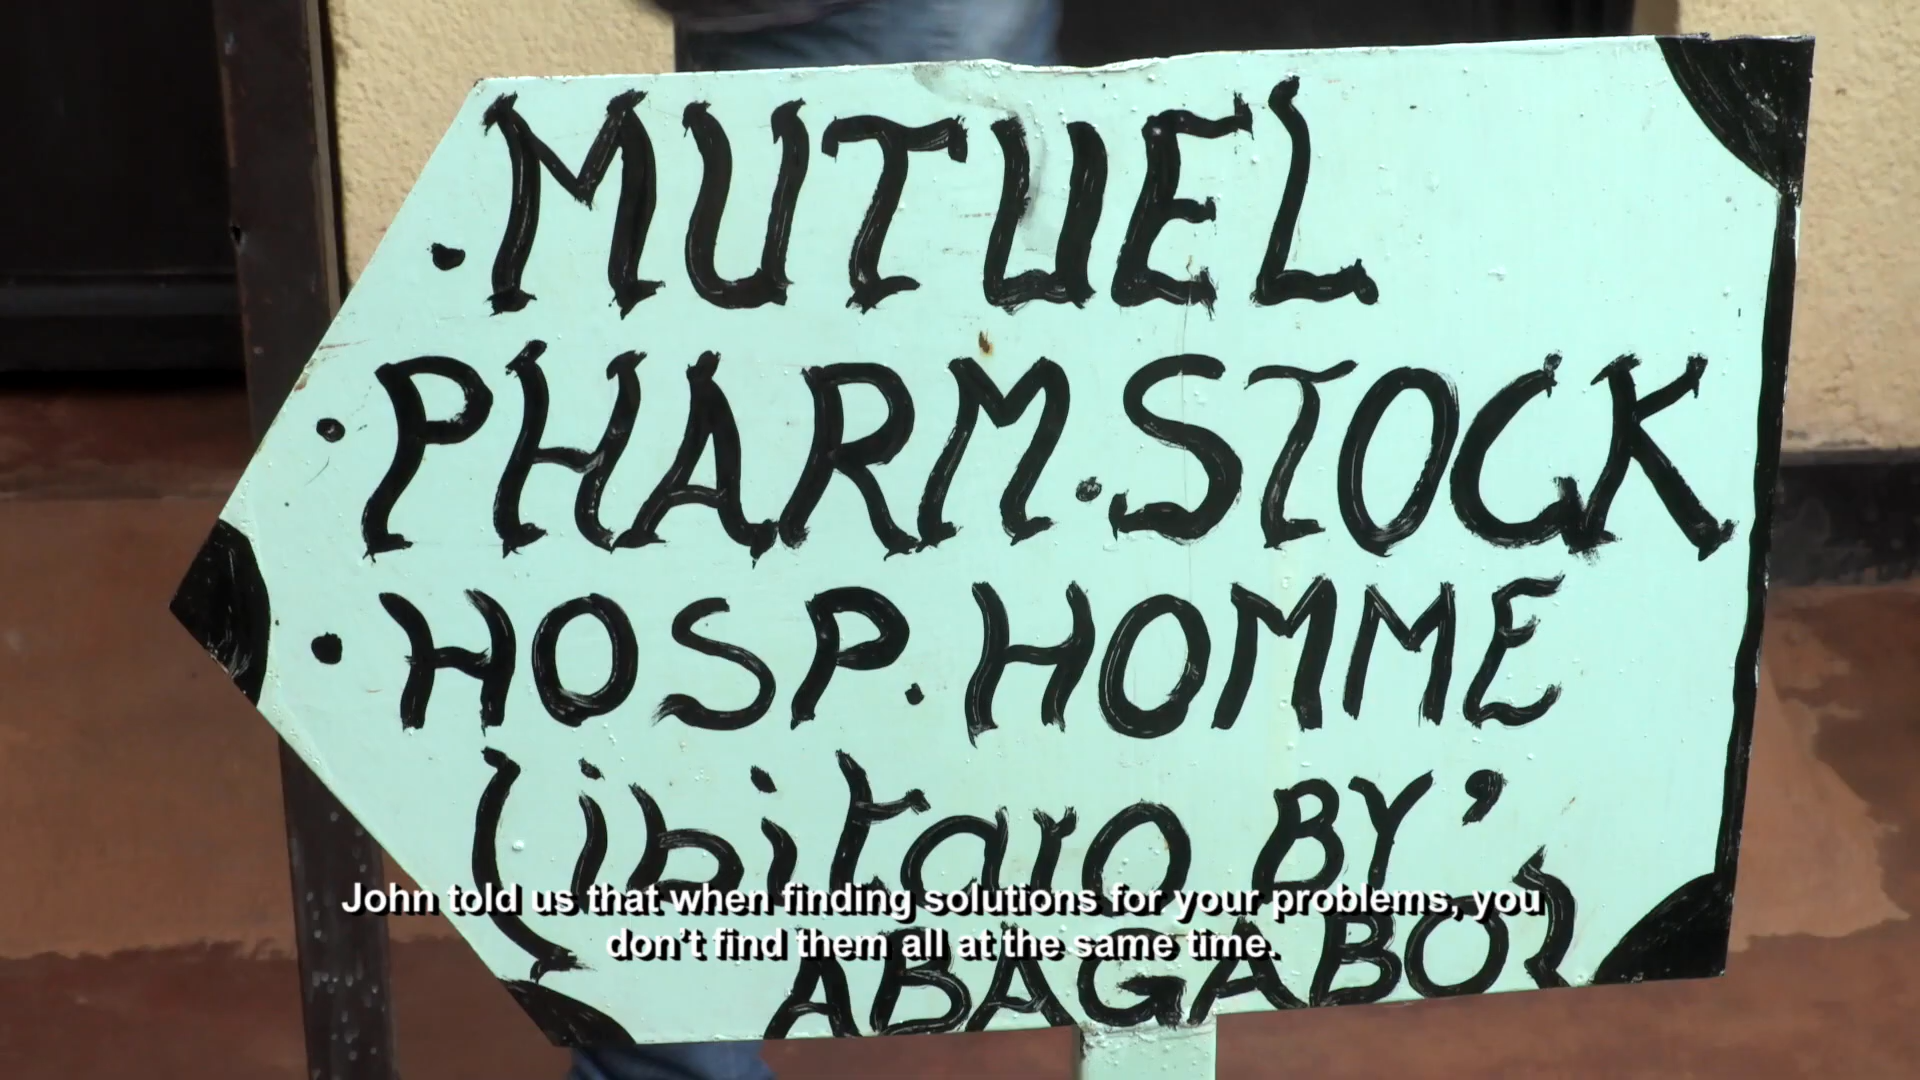 . MUTUEL
. PHARM. STOCK
. HOSP. HOMME
(ibitaro BY'
ABAGABO)
John told us that when finding solutions for your problems, you
don't find them all at the same time.